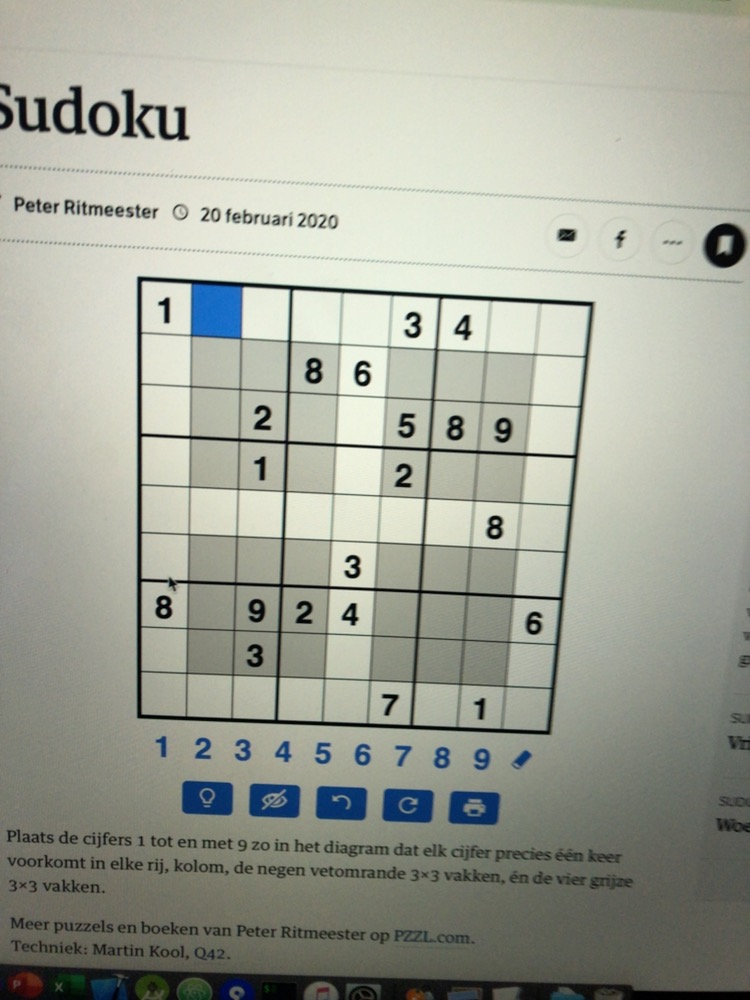 Sudoku
Peter Ritmeester 20 februari 2020
1 3 4
8 6
2 5 8 9
1 2
8
3
8 9 2 4 6
3
7 1
1 2 3 4 5 6 7 8 9
Plaats de cijfers 1 tot en met 9 zo in het diagram dat elk cijfer precies één keer
voorkomt in elke rij, kolom, de negen vetomrande 3×3 vakken, én de vier grijze
3×3 vakken.
Meer puzzels en boeken van Peter Ritmeester op PZZL.com.
Techniek: Martin Kool, Q42.